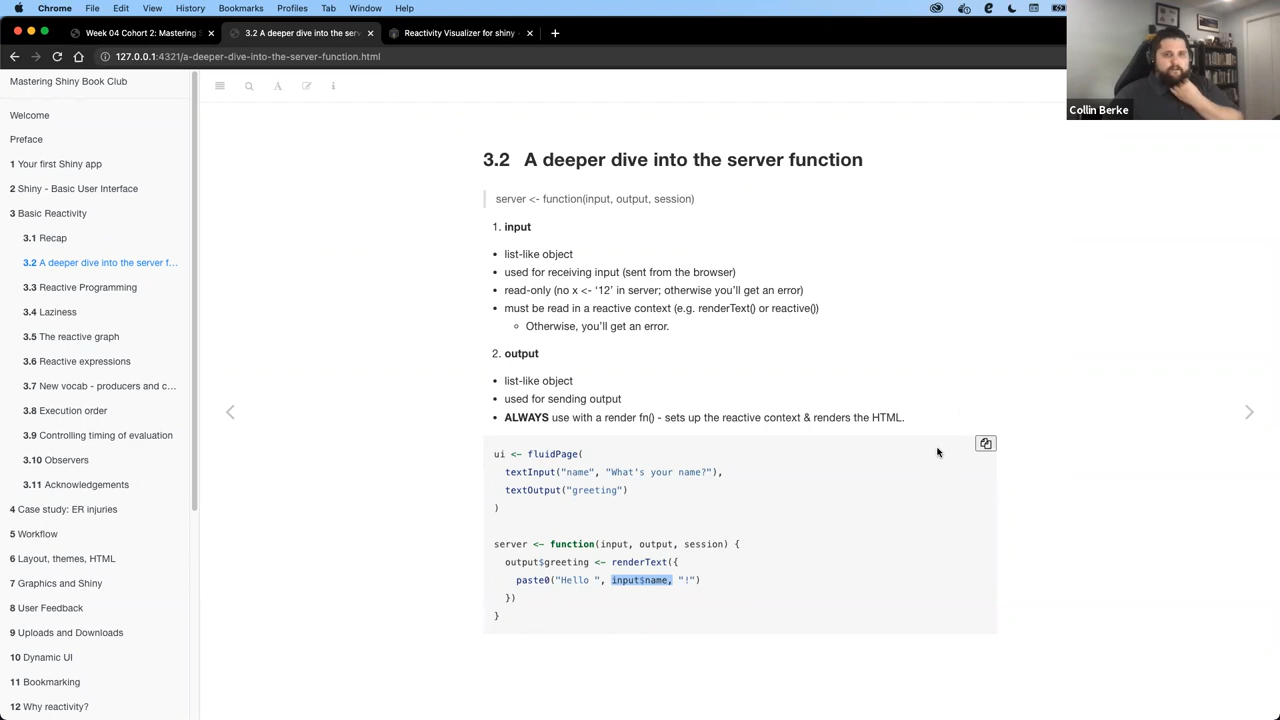 Chrome File Edit View History Bookmarks Profiles Tab Window Help
Week 04 Cohort 2: Mastering S × 3.2 A deeper dive into the serv × Reactivity Visualizer for shiny × +
127.0.0.1:4321/a-deeper-dive-into-the-server-function.html
Mastering Shiny Book Club
Welcome
Preface
1 Your first Shiny app
2 Shiny - Basic User Interface
3 Basic Reactivity
3.1 Recap
3.2 A deeper dive into the server f...
3.3 Reactive Programming
3.4 Laziness
3.5 The reactive graph
3.6 Reactive expressions
3.7 New vocab - producers and c...
3.8 Execution order
3.9 Controlling timing of evaluation
3.10 Observers
3.11 Acknowledgements
4 Case study: ER injuries
5 Workflow
6 Layout, themes, HTML
7 Graphics and Shiny
8 User Feedback
9 Uploads and Downloads
10 Dynamic UI
11 Bookmarking
12 Why reactivity?
3.2 A deeper dive into the server function
server <- function(input, output, session)
1. input
• list-like object
• used for receiving input (sent from the browser)
• read-only (no x <- ‘12’ in server; otherwise you’ll get an error)
• must be read in a reactive context (e.g. renderText() or reactive())
Otherwise, you’ll get an error.
2. output
• list-like object
• used for sending output
• ALWAYS use with a render fn() - sets up the reactive context & renders the HTML.
ui <- fluidPage(
textInput("name", "What's your name?"),
textOutput("greeting")
)
server <- function(input, output, session) {
output$greeting <- renderText({
paste0("Hello ", input$name, "!")
})
}
Collin Berke